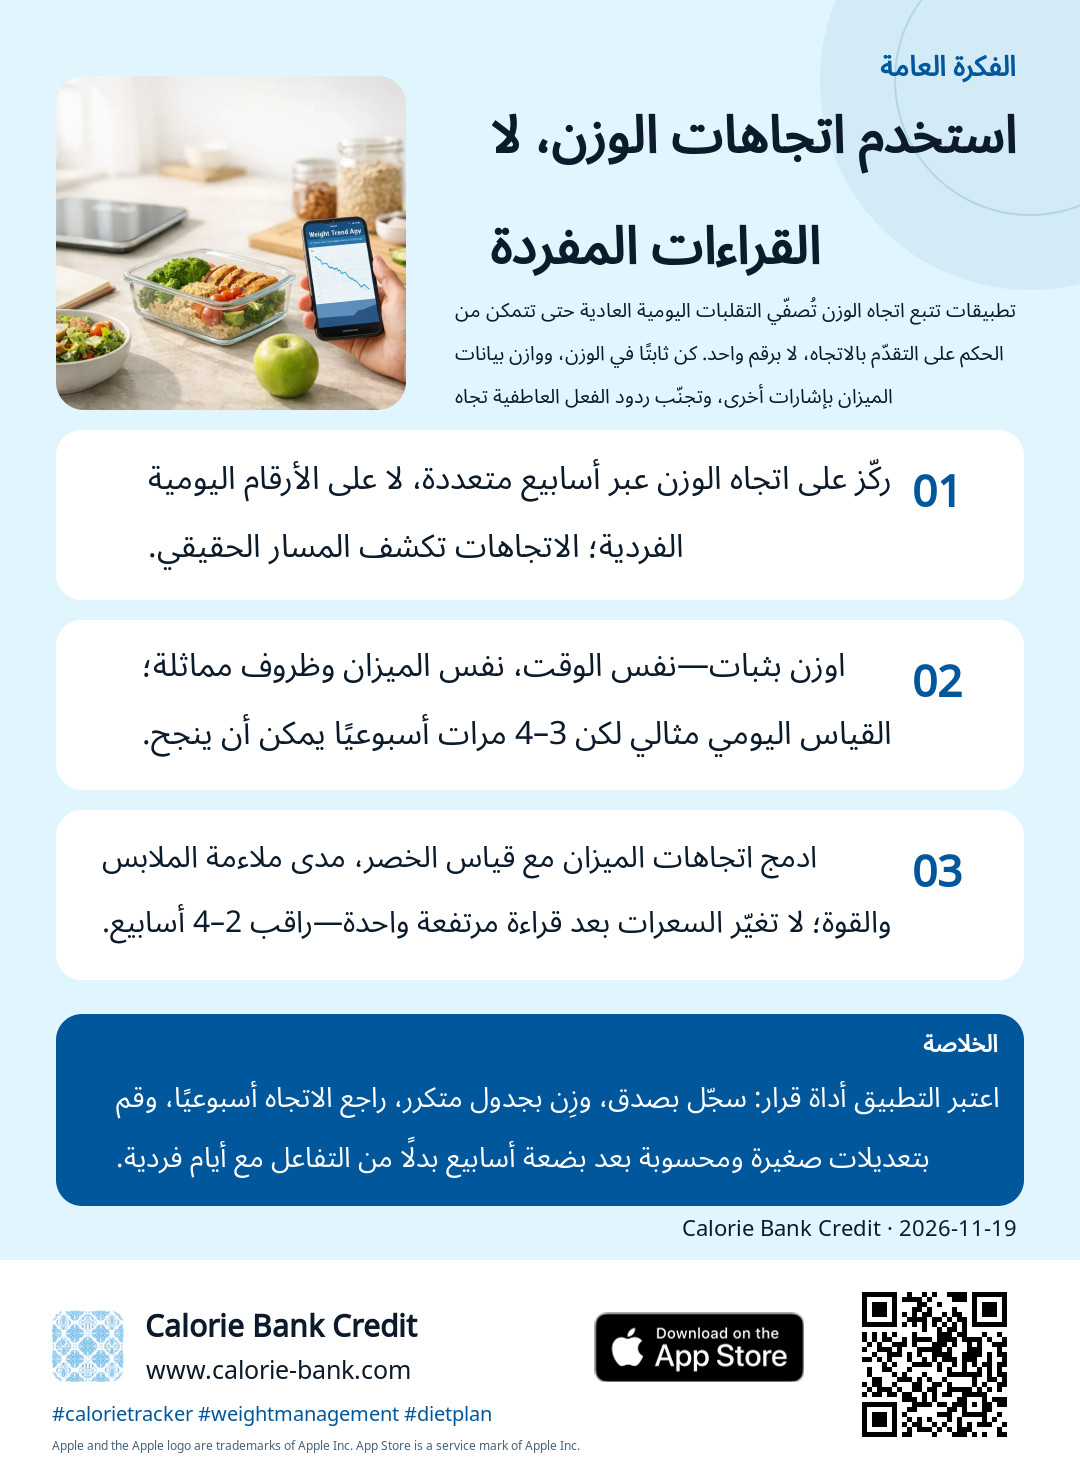 الفكرة العامة
استخدم اتجاهات الوزن، لا
القراءات المفردة
تطبيقات تتبع اتجاه الوزن تُصفّي التقلبات اليومية العادية حتى تتمكن من
الحكم على التقدّم بالاتجاه، لا برقم واحد. كن ثابتًا في الوزن، ووازن بيانات
الميزان بإشارات أخرى، وتجنّب ردود الفعل العاطفية تجاه
Weight Trend Agy
01
ركّز على اتجاه الوزن عبر أسابيع متعددة، لا على الأرقام اليومية
الفردية؛ الاتجاهات تكشف المسار الحقيقي.
02
اوزن بثبات—نفس الوقت، نفس الميزان وظروف مماثلة؛
القياس اليومي مثالي لكن 3–4 مرات أسبوعيًا يمكن أن ينجح.
03
ادمج اتجاهات الميزان مع قياس الخصر، مدى ملاءمة الملابس
والقوة؛ لا تغيّر السعرات بعد قراءة مرتفعة واحدة—راقب 2–4 أسابيع.
الخلاصة
اعتبر التطبيق أداة قرار: سجّل بصدق، وزِن بجدول متكرر، راجع الاتجاه أسبوعيًا، وقم
بتعديلات صغيرة ومحسوبة بعد بضعة أسابيع بدلًا من التفاعل مع أيام فردية.
Calorie Bank Credit · 2026-11-19
Calorie Bank Credit
www.calorie-bank.com
Download on the
App Store
#calorietracker #weightmanagement #dietplan
Apple and the Apple logo are trademarks of Apple Inc. App Store is a service mark of Apple Inc.